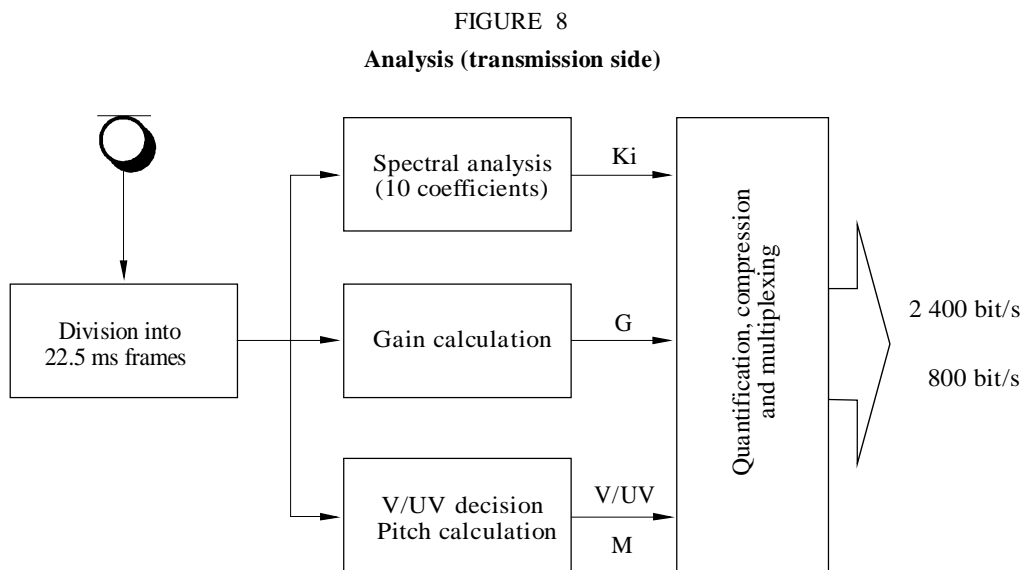 FIGURE 8
Analysis (transmission side)
Spectral analysis
(10 coefficients)
Ki
Division into
22.5 ms frames
Gain calculation
G
V/UV decision
Pitch calculation
V/UV
M
Quantification, compression
and multiplexing
2 400 bit/s
800 bit/s